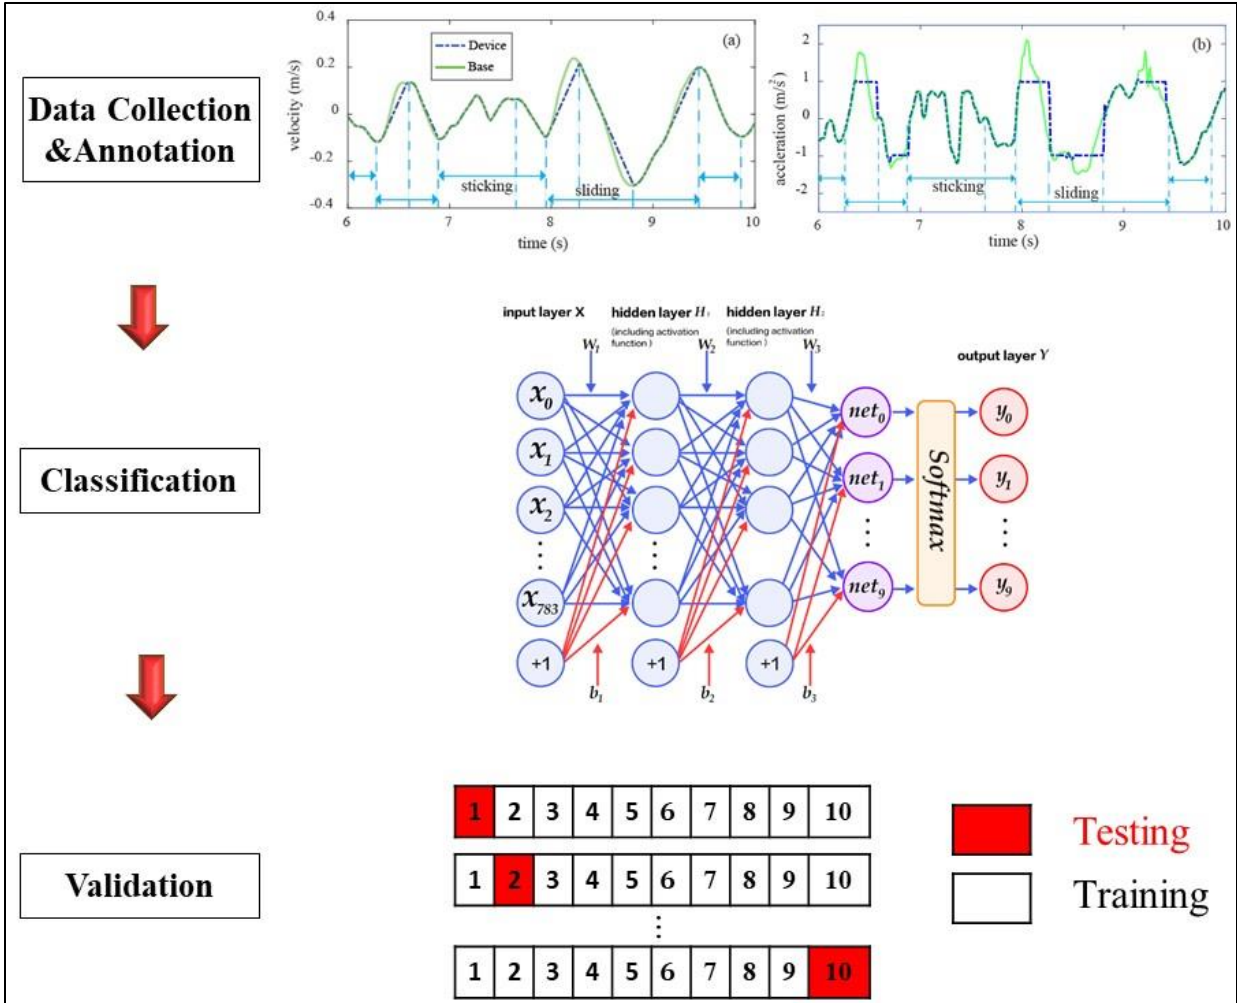 Data Collection
&Annotation
0.4
0.2
0
-0.2
-0.4
velocity (m/s)
Device
Base
(a)
sticking
sliding
6 7 8 9 10
time (s)
2
1
0
-1
-2
accleration (m/s²)
(b)
sticking
sliding
6 7 8 9 10
time (s)
Classification
input layer X
hidden layer H₁
(including activation
function )
hidden layer H₂
(including activation
function )
W₁ W₂ W₃
output layer Y
x₀
x₁
x₂
x₇₈₃
+1 +1 +1
b₁ b₂ b₃
net₀
net₁
net₉
Softmax
y₀
y₁
y₉
Validation
1 2 3 4 5 6 7 8 9 10
1 2 3 4 5 6 7 8 9 10
1 2 3 4 5 6 7 8 9 10
Testing
Training